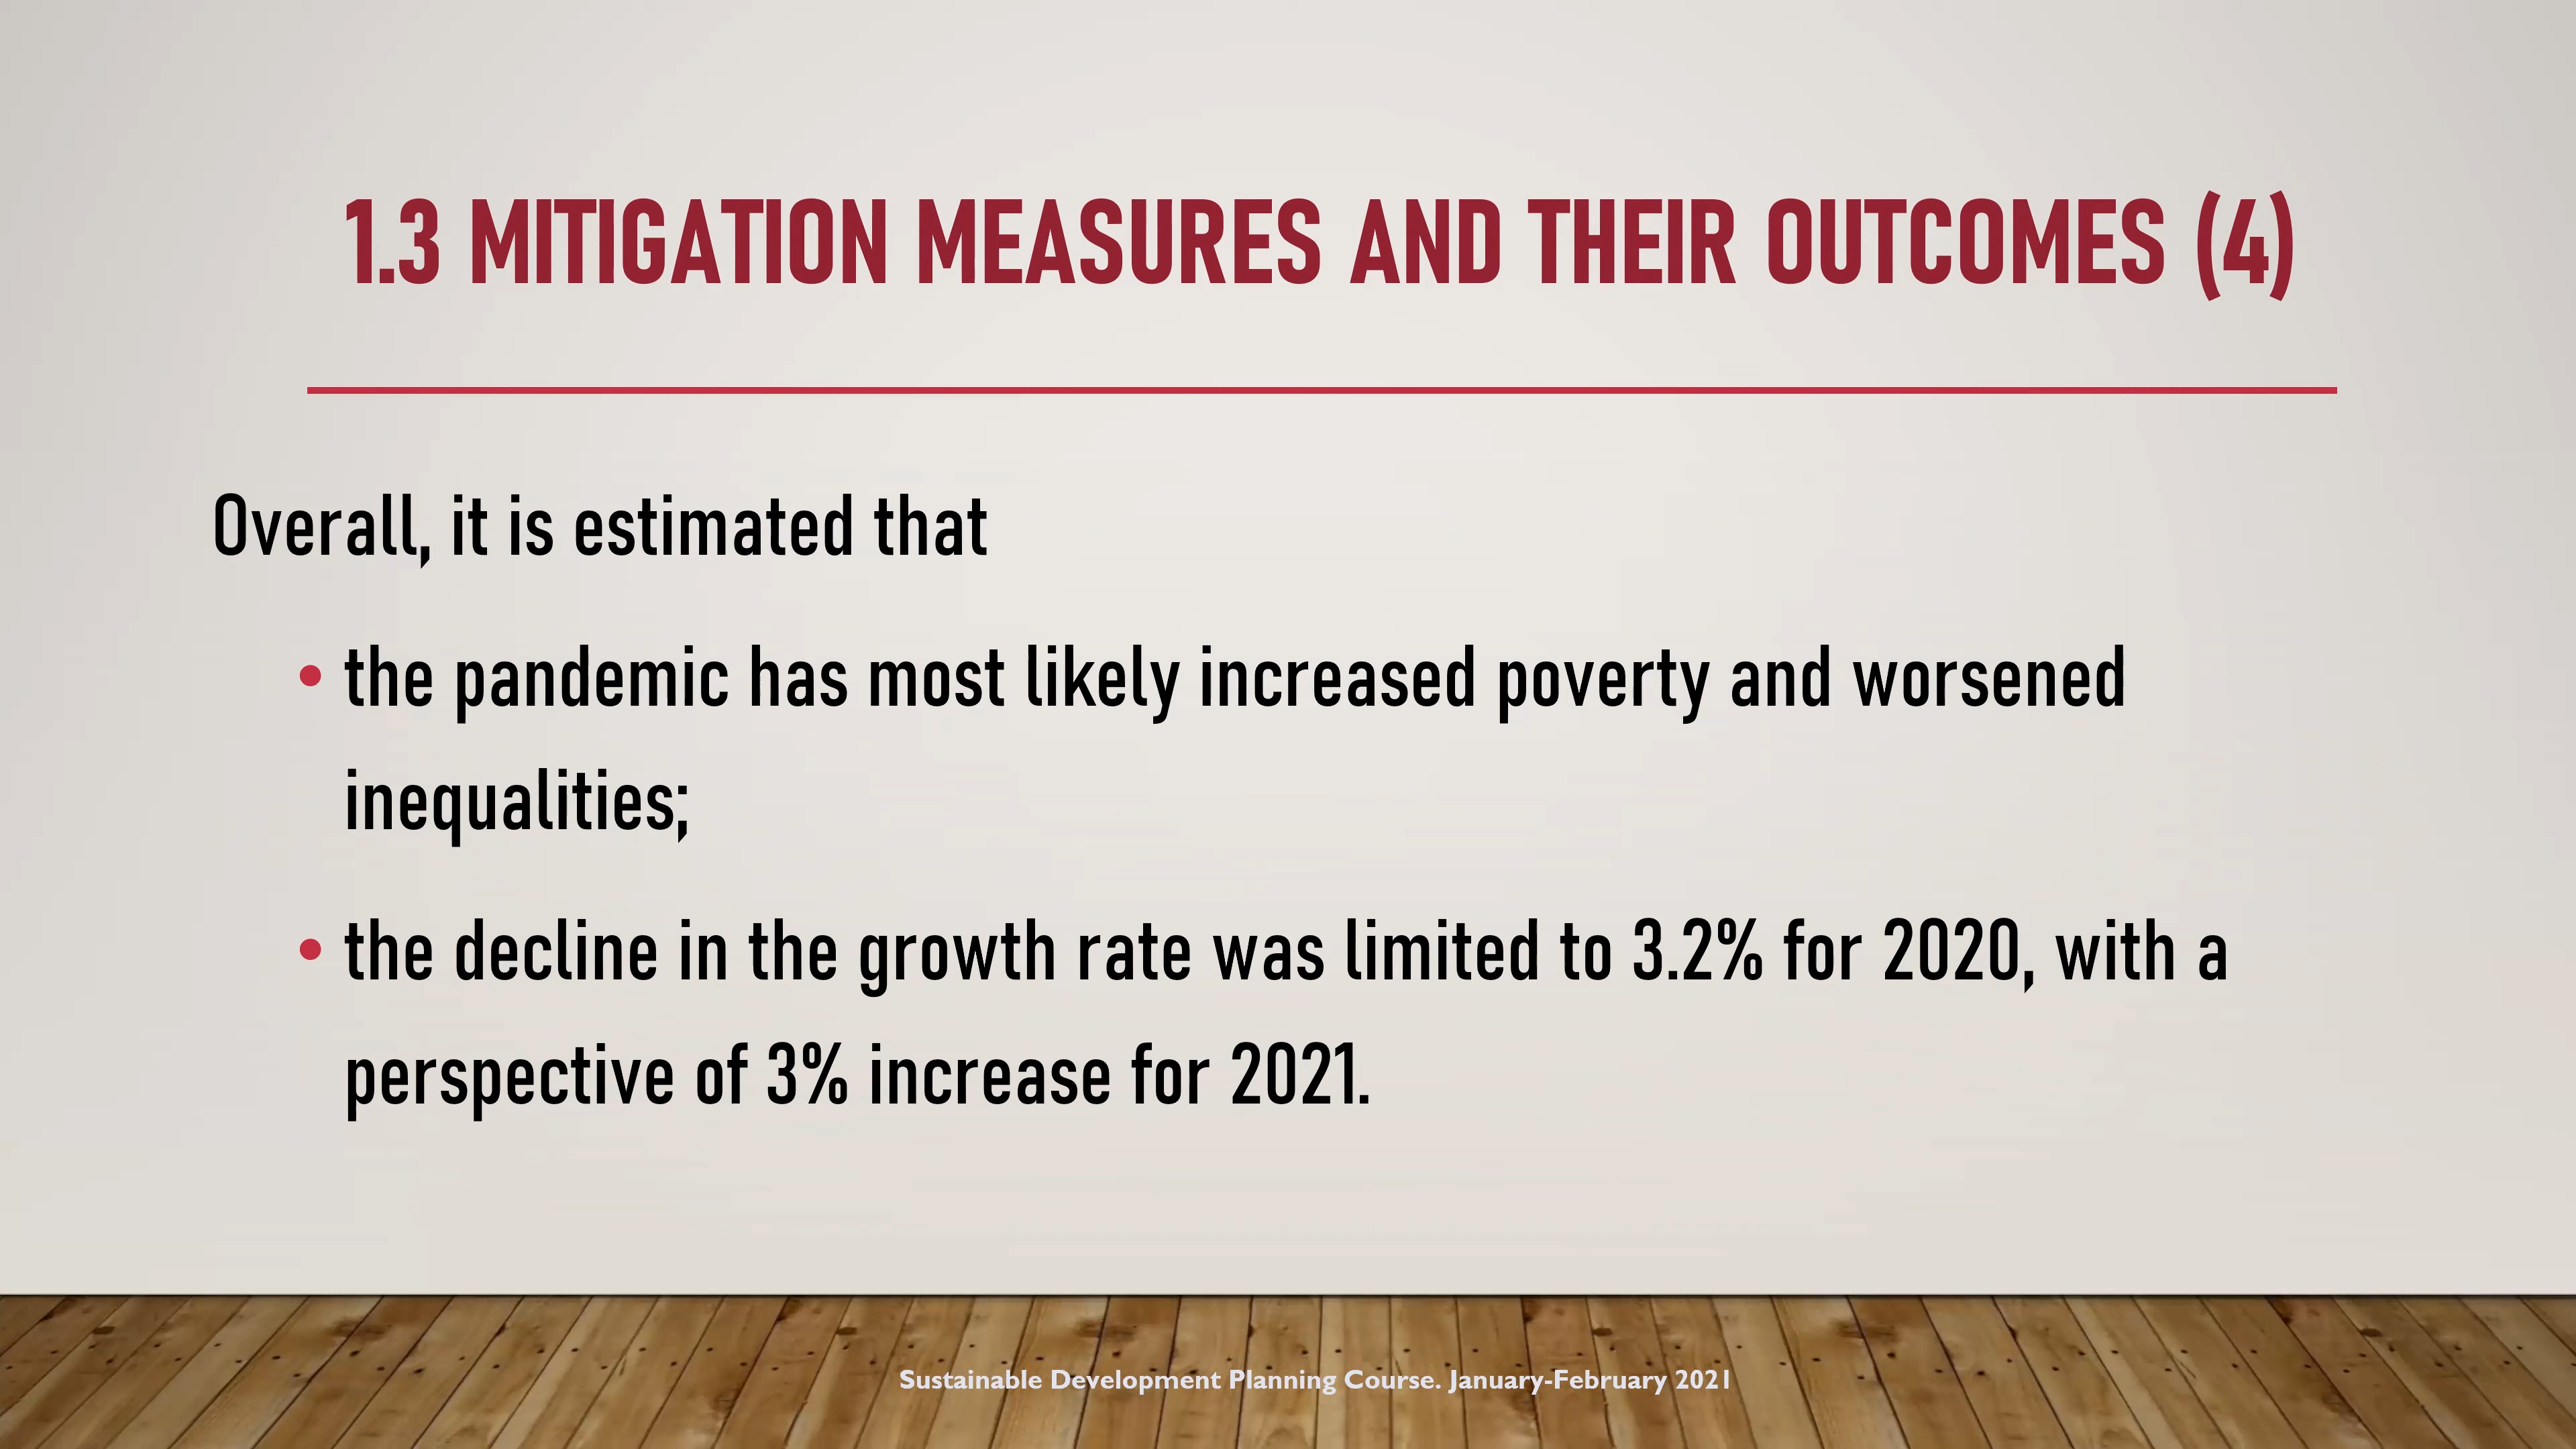 1.3 MITIGATION MEASURES AND THEIR OUTCOMES (4)
Overall, it is estimated that
• the pandemic has most likely increased poverty and worsened
inequalities;
• the decline in the growth rate was limited to 3.2% for 2020, with a
perspective of 3% increase for 2021.
Sustainable Development Planning Course. January-February 2021